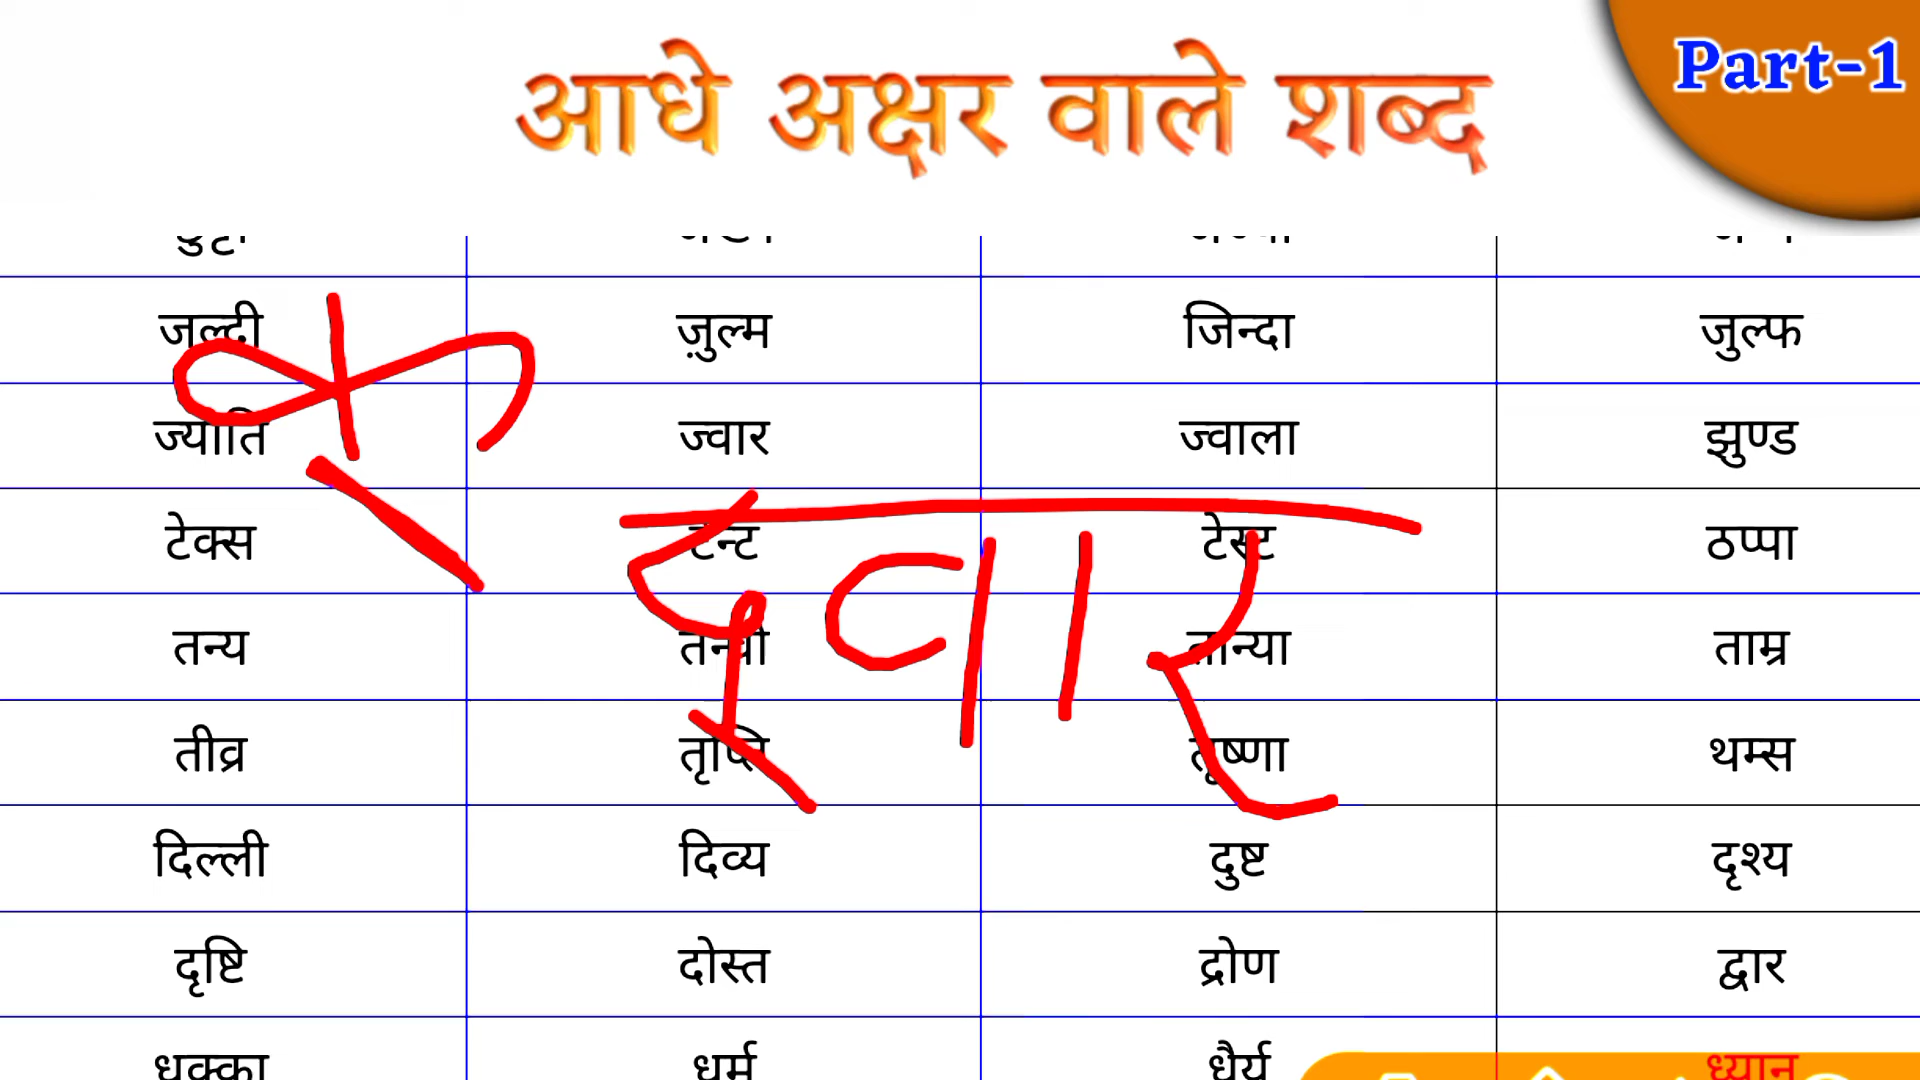 आधे अक्षर वाले शब्द
Part-1
जल्दी ज़ुल्म जिन्दा जुल्फ
ज्योति ज्वार ज्वाला झुण्ड
टेक्स टेन्ट टेस्ट ठप्पा
तन्य तन्वी तान्या ताम्र
तीव्र तृप्ति तृष्णा थम्स
क्
द्वार
दिल्ली दिव्य दुष्ट दृश्य
दृष्टि दोस्त द्रोण द्वार
धक्का धर्म धैर्य ध्यान